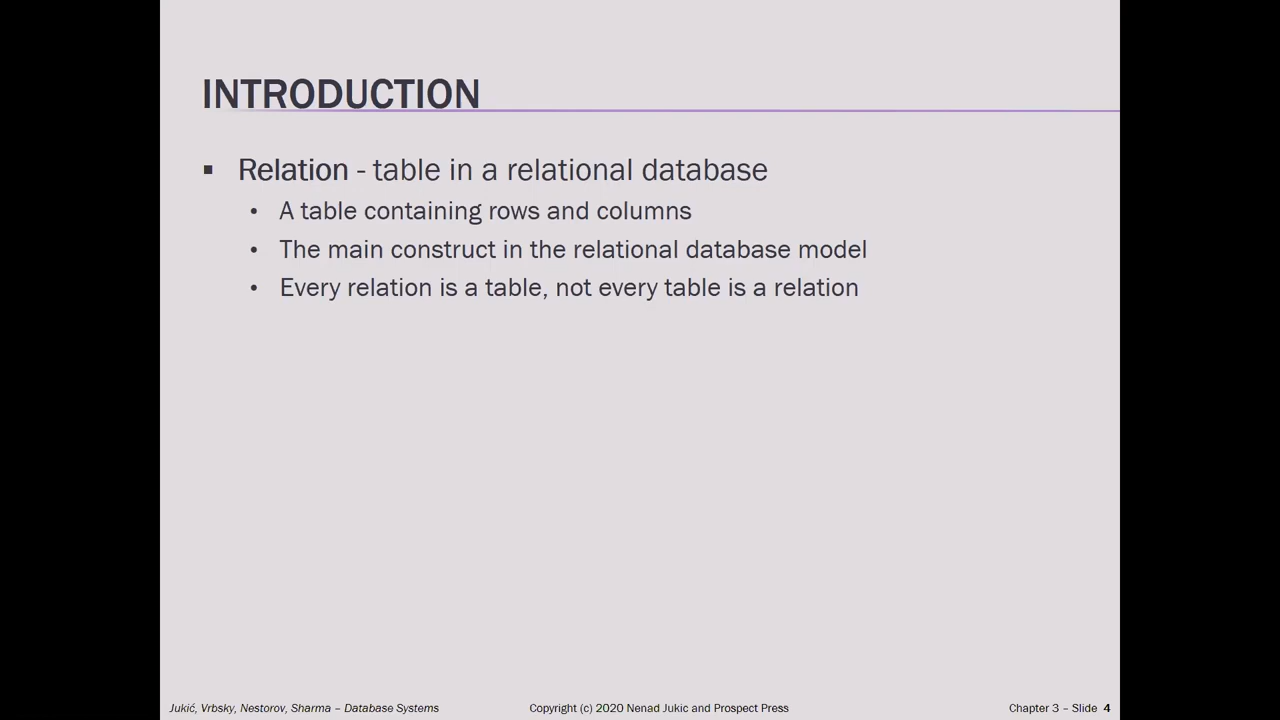 INTRODUCTION
▪ Relation - table in a relational database
• A table containing rows and columns
• The main construct in the relational database model
• Every relation is a table, not every table is a relation
Jukić, Vrbsky, Nestorov, Sharma – Database Systems
Copyright (c) 2020 Nenad Jukic and Prospect Press
Chapter 3 – Slide 4